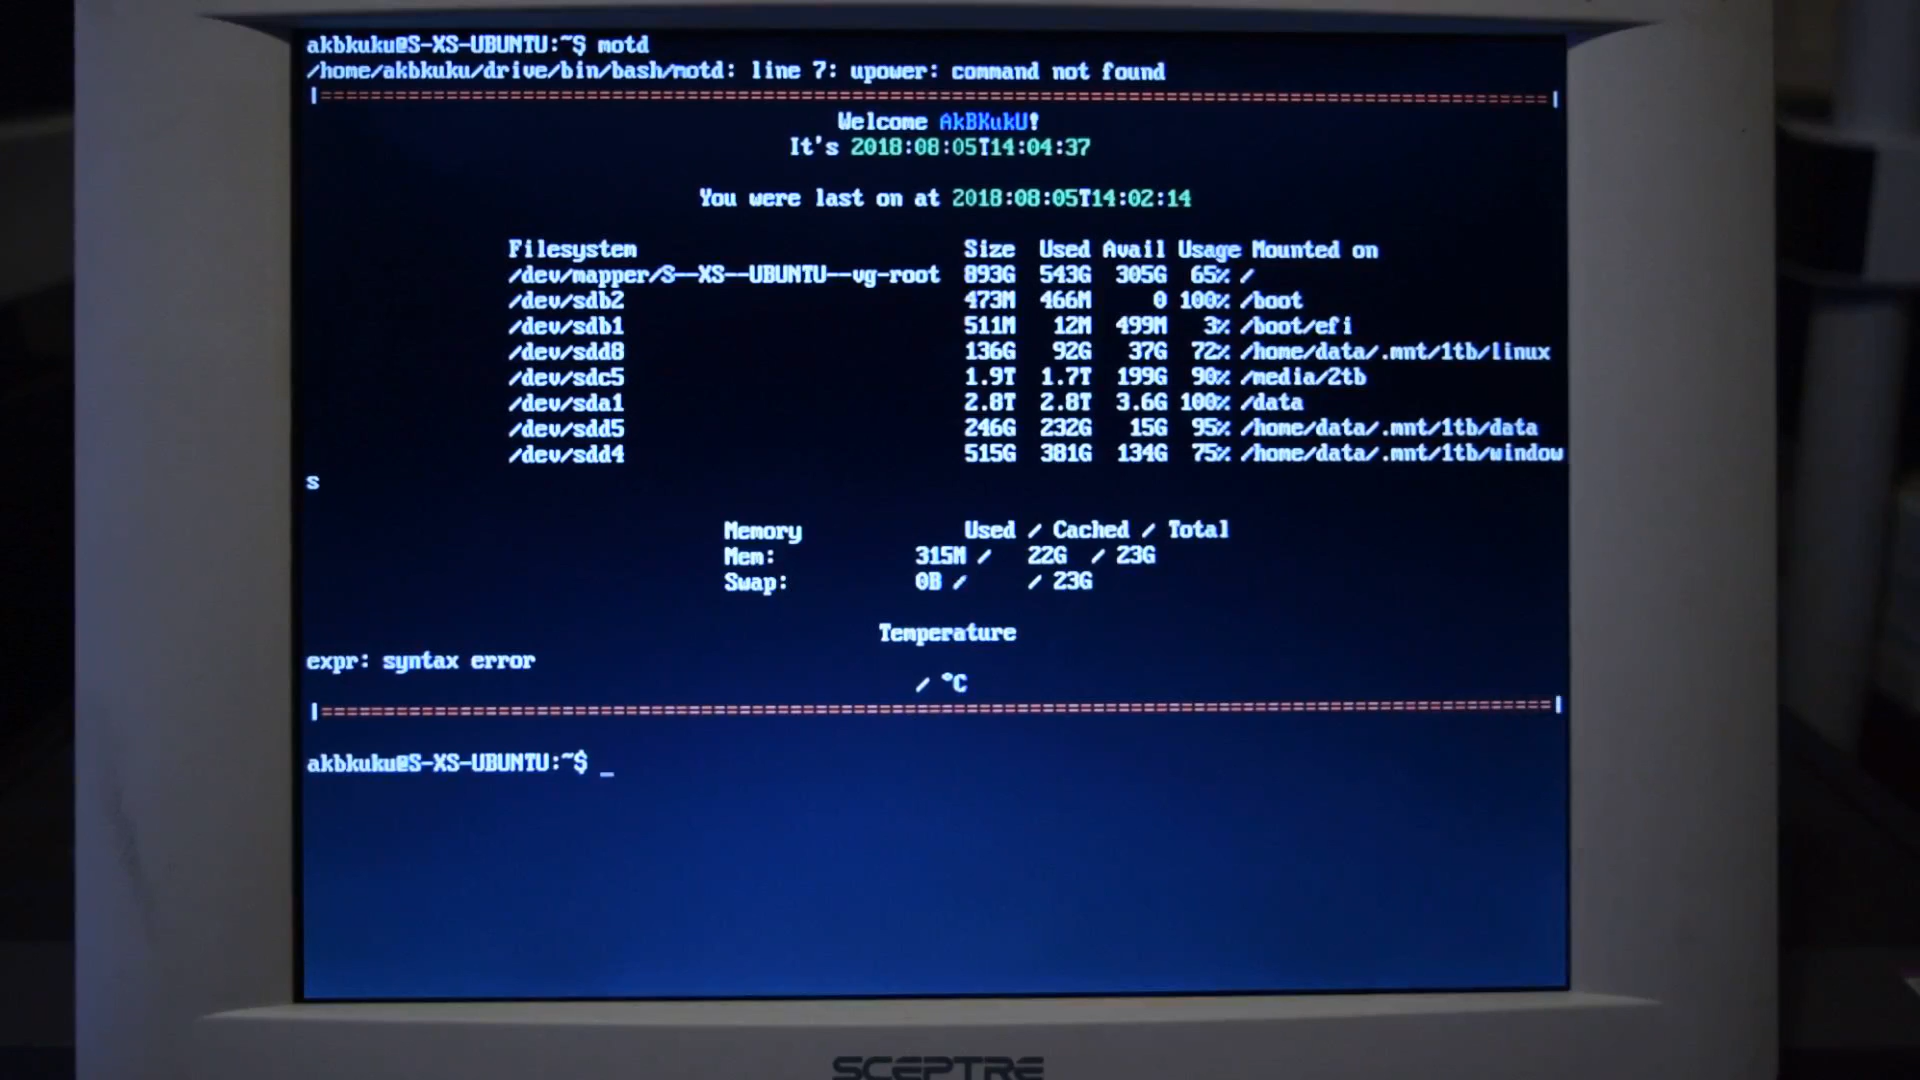 akbkuku@S-XS-UBUNTU:~$ motd
/home/akbkuku/drive/bin/bash/motd: line 7: upower: command not found
|=================================================================================================|
Welcome AkBKukU!
It's 2018:08:05T14:04:37
You were last on at 2018:08:05T14:02:14
Filesystem Size Used Avail Usage Mounted on
/dev/mapper/S--XS--UBUNTU--vg-root 893G 543G 305G 65% /
/dev/sdb2 473M 466M 0 100% /boot
/dev/sdb1 511M 12M 499M 3% /boot/efi
/dev/sdd8 136G 92G 37G 72% /home/data/.mnt/1tb/linux
/dev/sdc5 1.9T 1.7T 199G 90% /media/2tb
/dev/sda1 2.8T 2.8T 3.6G 100% /data
/dev/sdd5 246G 232G 15G 95% /home/data/.mnt/1tb/data
/dev/sdd4 515G 381G 134G 75% /home/data/.mnt/1tb/window
s
Memory Used / Cached / Total
Mem: 315M / 22G / 23G
Swap: 0B / / 23G
Temperature
expr: syntax error
/ °C
|=================================================================================================|
akbkuku@S-XS-UBUNTU:~$ _
SCEPTRE